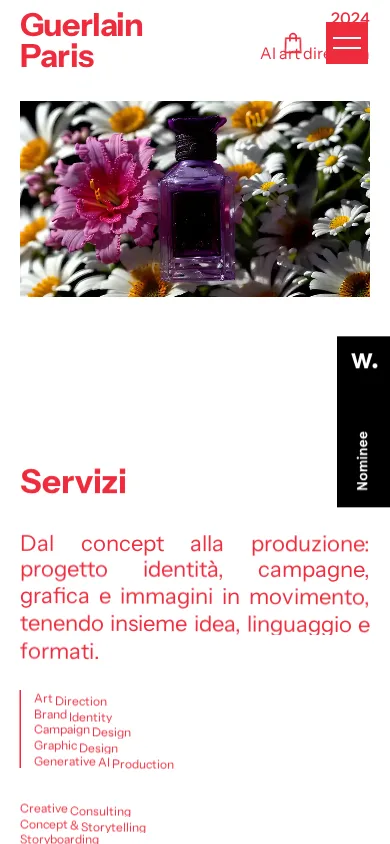 Guerlain
Paris
2024
AI art
W.
Nominee
Servizi
Dal concept alla produzione:
progetto identità, campagne,
grafica e immagini in movimento,
tenendo insieme idea, linguaggio e
formati.
Art Direction
Brand Identity
Campaign Design
Graphic Design
Generative AI Production
Creative Consulting
Concept & Storytelling
Storyboarding